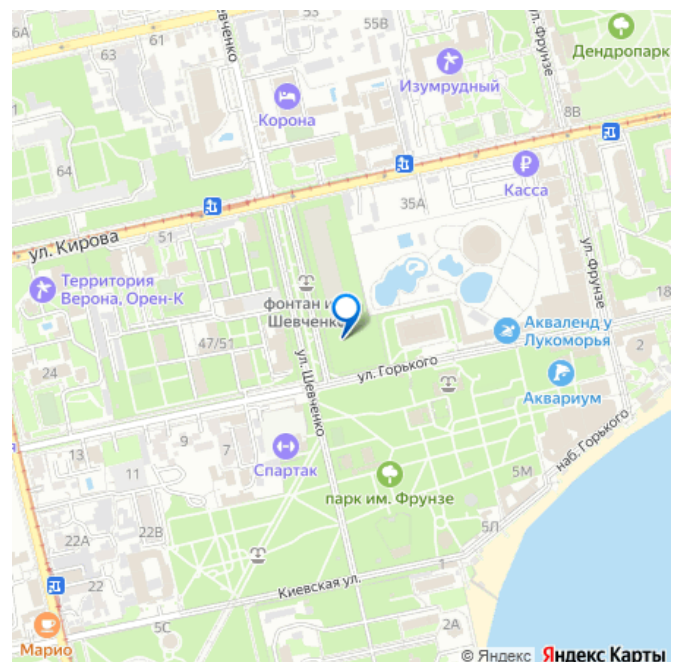 53
55В
ул. Фрунзе
Дендропарк
61
63
Изумрудный
Корона
8В
64
Касса
35А
51
ул. Кирова
Территория
Верона, Орен-К
фонтан и
Шевченко
ул. Фрунзе
18
47/51
Акваленд у
Лукоморья
2
24
ул. Шевченко
ул. Горького
Аквариум
9
7
13
11
Спартак
5М
наб. Горького
парк им. Фрунзе
22А
22В
5Л
22
Киевская ул.
1
5С
2А
Марио
© Яндекс Яндекс Карты